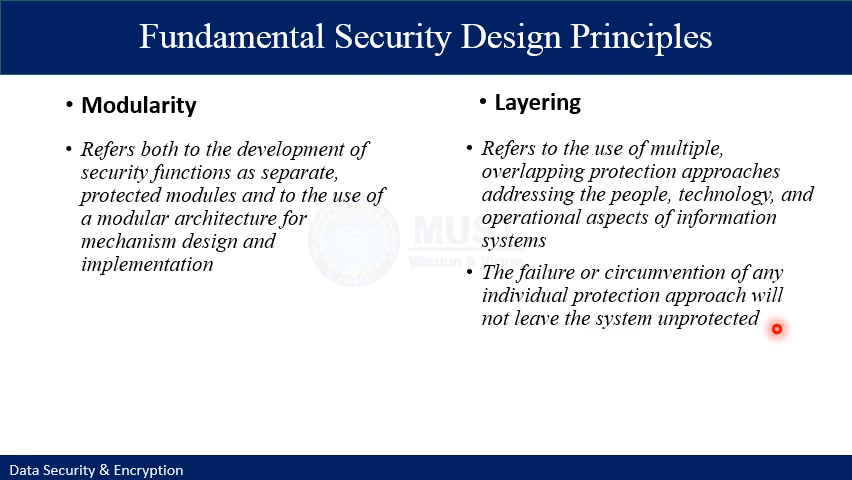 Fundamental Security Design Principles
• Modularity
• Refers both to the development of
security functions as separate,
protected modules and to the use of
a modular architecture for
mechanism design and
implementation
• Layering
• Refers to the use of multiple,
overlapping protection approaches
addressing the people, technology, and
operational aspects of information
systems
• The failure or circumvention of any
individual protection approach will
not leave the system unprotected
MUST
Wisdom & Virtue
Data Security & Encryption